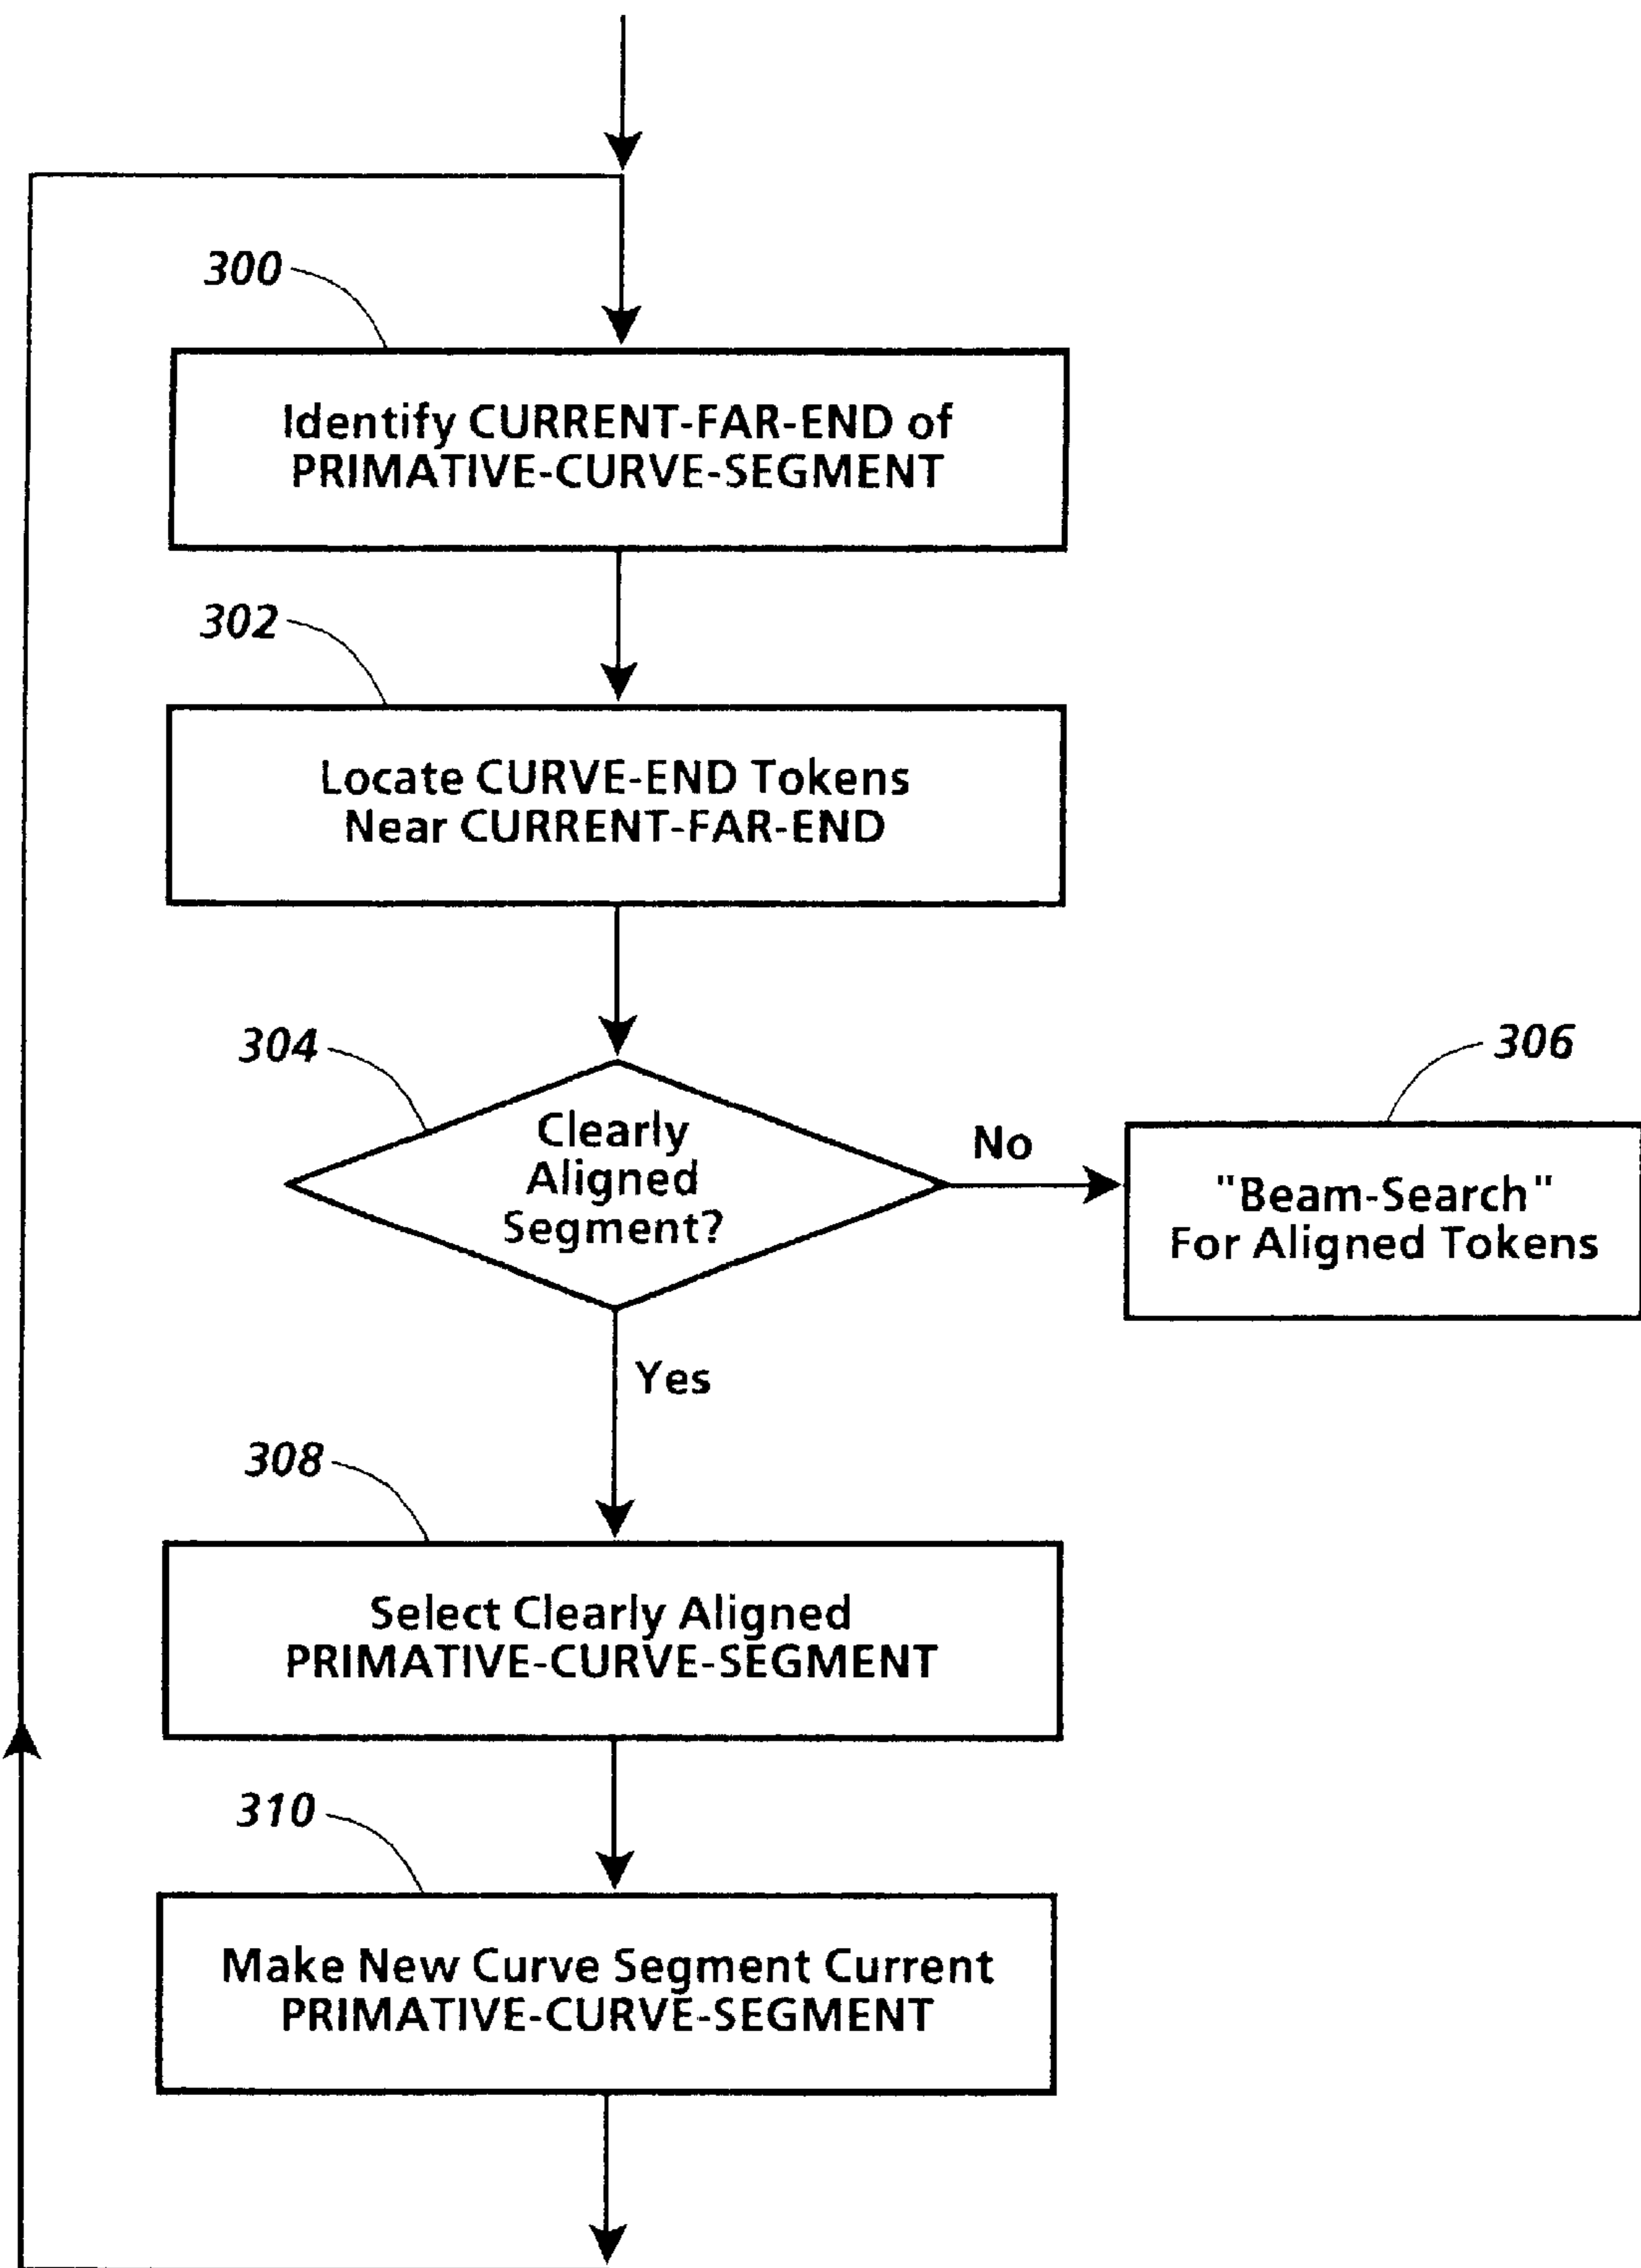 300
Identify CURRENT-FAR-END of
PRIMATIVE-CURVE-SEGMENT
302
Locate CURVE-END Tokens
Near CURRENT-FAR-END
304
Clearly
Aligned
Segment?
No
306
"Beam-Search"
For Aligned Tokens
Yes
308
Select Clearly Aligned
PRIMATIVE-CURVE-SEGMENT
310
Make New Curve Segment Current
PRIMATIVE-CURVE-SEGMENT